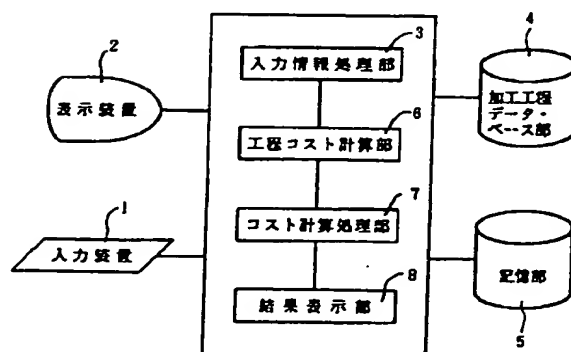 2
表示装置
1
入力装置
3
入力情報処理部
6
工程コスト計算部
7
コスト計算処理部
8
結果表示部
4
加工工程
データ・
ベース部
記憶部
5